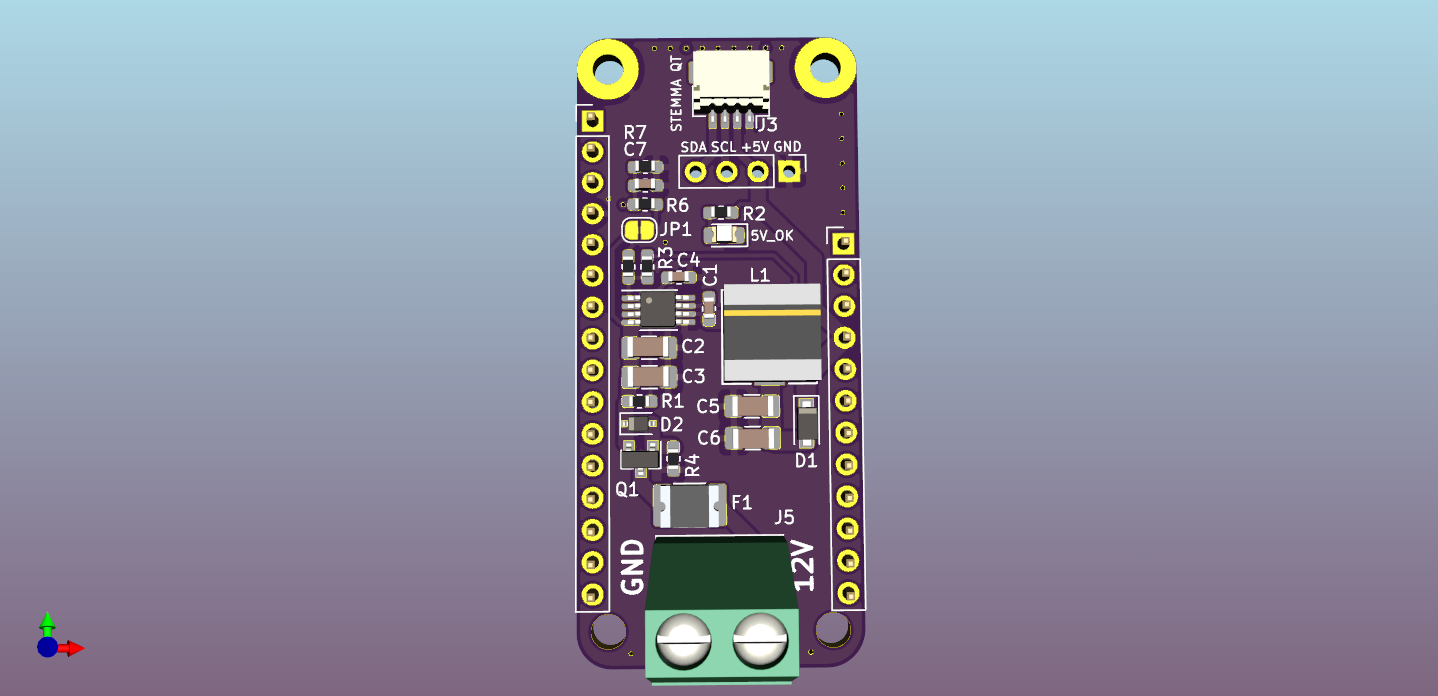 STEMMA QT
J3
R7
C7
SDA SCL +5V GND
R6
R2
JP1
5V_OK
R3
C4
C1
L1
C2
C3
R1
C5
D2
C6
R4
D1
Q1
F1
J5
GND
12V